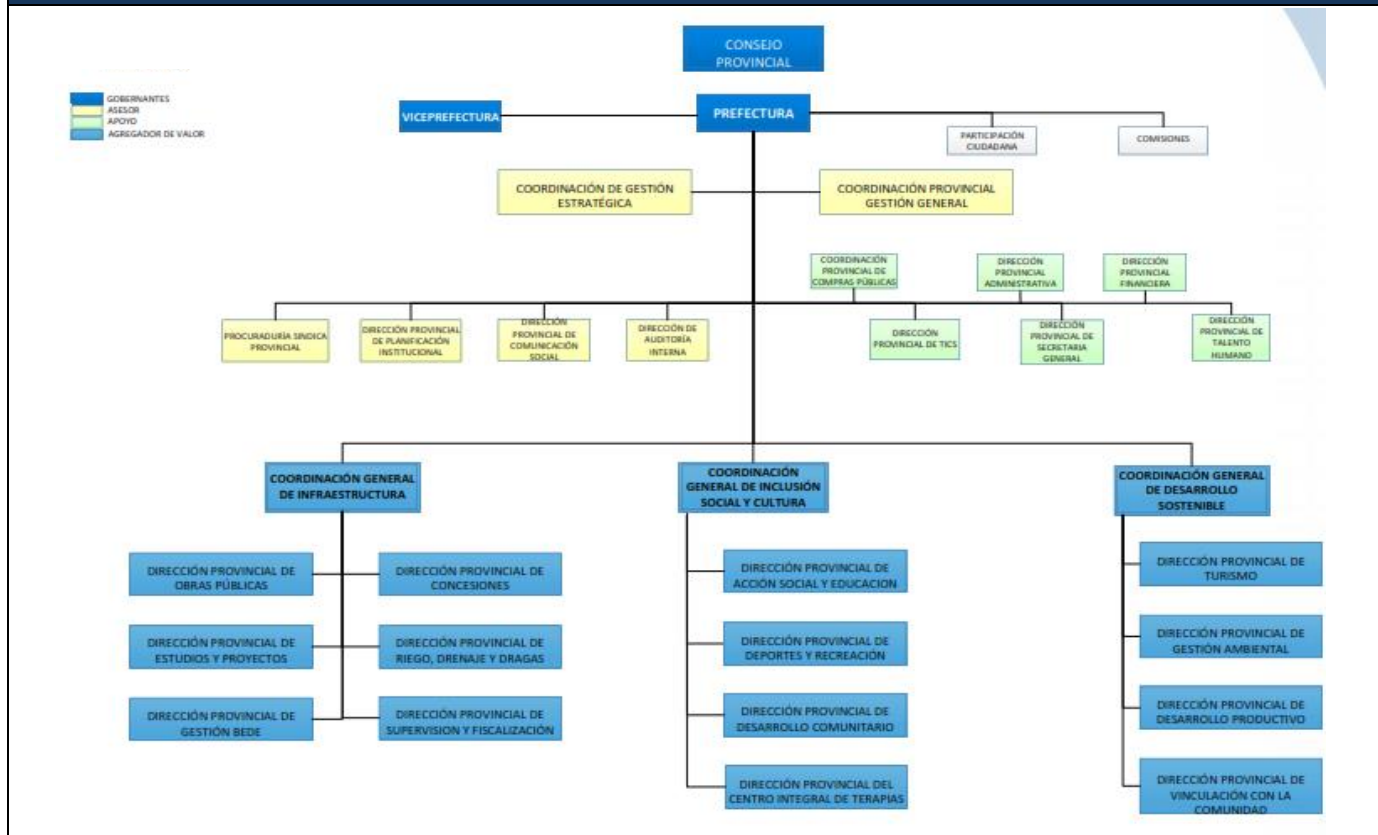 CONSEJO
PROVINCIAL
GOBERNANTES
ASESOR
APOYO
AGREGADOR DE VALOR
VICEPREFECTURA
PREFECTURA
PARTICIPACIÓN
CIUDADANA
COMISIONES
COORDINACIÓN DE GESTIÓN
ESTRATÉGICA
COORDINACIÓN PROVINCIAL
GESTIÓN GENERAL
COORDINACIÓN
PROVINCIAL DE
COMPRAS PÚBLICAS
DIRECCIÓN
PROVINCIAL
ADMINISTRATIVA
DIRECCIÓN
PROVINCIAL
FINANCIERA
PROCURADURÍA SINDICA
PROVINCIAL
DIRECCIÓN PROVINCIAL
DE PLANIFICACIÓN
INSTITUCIONAL
DIRECCIÓN
PROVINCIAL DE
COMUNICACIÓN
SOCIAL
DIRECCIÓN DE
AUDITORÍA
INTERNA
DIRECCIÓN
PROVINCIAL DE TICS
DIRECCIÓN
PROVINCIAL DE
SECRETARIA
GENERAL
DIRECCIÓN
PROVINCIAL DE
TALENTO
HUMANO
COORDINACIÓN GENERAL
DE INFRAESTRUCTURA
COORDINACIÓN
GENERAL DE INCLUSIÓN
SOCIAL Y CULTURA
COORDINACIÓN GENERAL
DE DESARROLLO
SOSTENIBLE
DIRECCIÓN PROVINCIAL DE
OBRAS PÚBLICAS
DIRECCIÓN PROVINCIAL DE
CONCESIONES
DIRECCIÓN PROVINCIAL DE
ESTUDIOS Y PROYECTOS
DIRECCIÓN PROVINCIAL DE
RIEGO, DRENAJE Y DRAGAS
DIRECCIÓN PROVINCIAL DE
GESTIÓN BEDE
DIRECCIÓN PROVINCIAL DE
SUPERVISION Y FISCALIZACIÓN
DIRECCIÓN PROVINCIAL DE
ACCIÓN SOCIAL Y EDUCACION
DIRECCIÓN PROVINCIAL DE
DEPORTES Y RECREACIÓN
DIRECCIÓN PROVINCIAL DE
DESARROLLO COMUNITARIO
DIRECCIÓN PROVINCIAL DEL
CENTRO INTEGRAL DE TERAPIAS
DIRECCIÓN PROVINCIAL DE
TURISMO
DIRECCIÓN PROVINCIAL DE
GESTIÓN AMBIENTAL
DIRECCIÓN PROVINCIAL DE
DESARROLLO PRODUCTIVO
DIRECCIÓN PROVINCIAL DE
VINCULACIÓN CON LA
COMUNIDAD